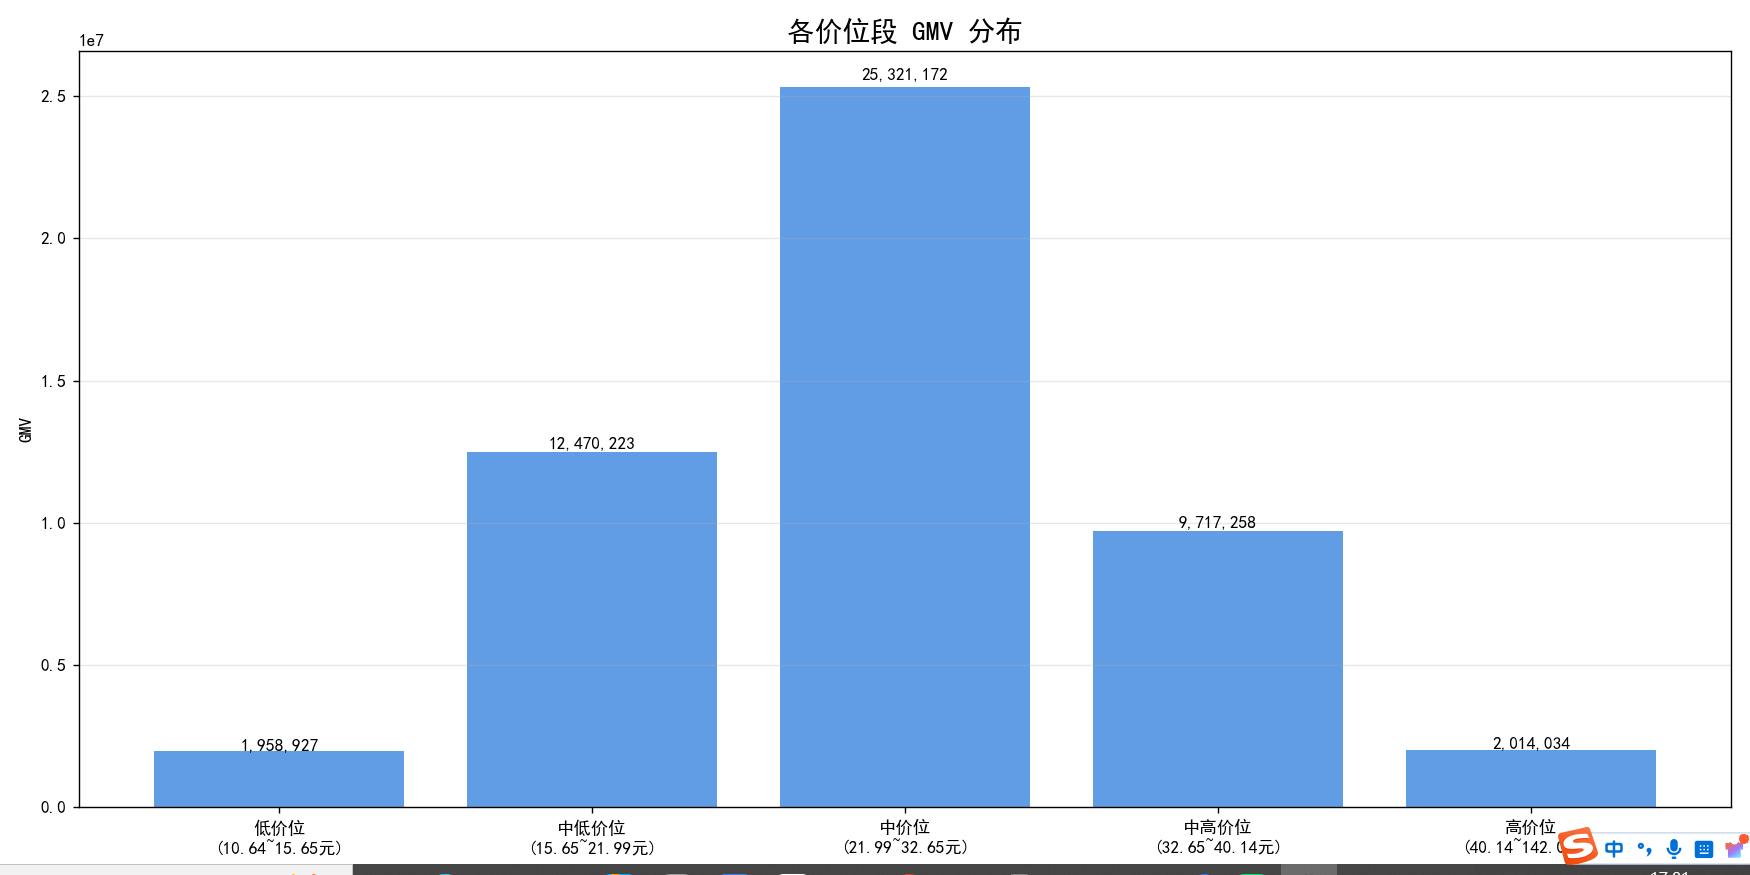 各价位段 GMV 分布
1e7
25,321,172
2.5
2.0
1.5
GMV
12,470,223
1.0
9,717,258
0.5
1,958,927
2,014,034
0.0
低价位
(10.64~15.65元)
中低价位
(15.65~21.99元)
中价位
(21.99~32.65元)
中高价位
(32.65~40.14元)
高价位
(40.14~142.
中